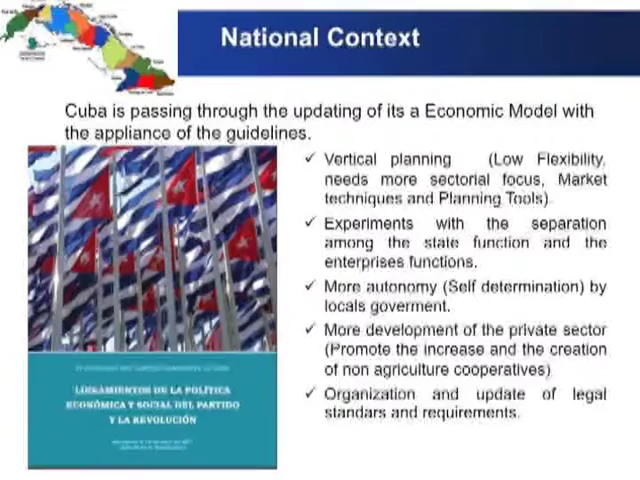 National Context
Cuba is passing through the updating of its a Economic Model with
the appliance of the guidelines.
✓ Vertical planning (Low Flexibility,
needs more sectorial focus, Market
techniques and Planning Tools).
✓ Experiments with the separation
among the state function and the
enterprises functions.
✓ More autonomy (Self determination) by
locals goverment.
✓ More development of the private sector
(Promote the increase and the creation
of non agriculture cooperatives)
✓ Organization and update of legal
standars and requirements.
LINEAMIENTOS DE LA POLÍTICA
ECONÓMICA Y SOCIAL DEL PARTIDO
Y LA REVOLUCIÓN